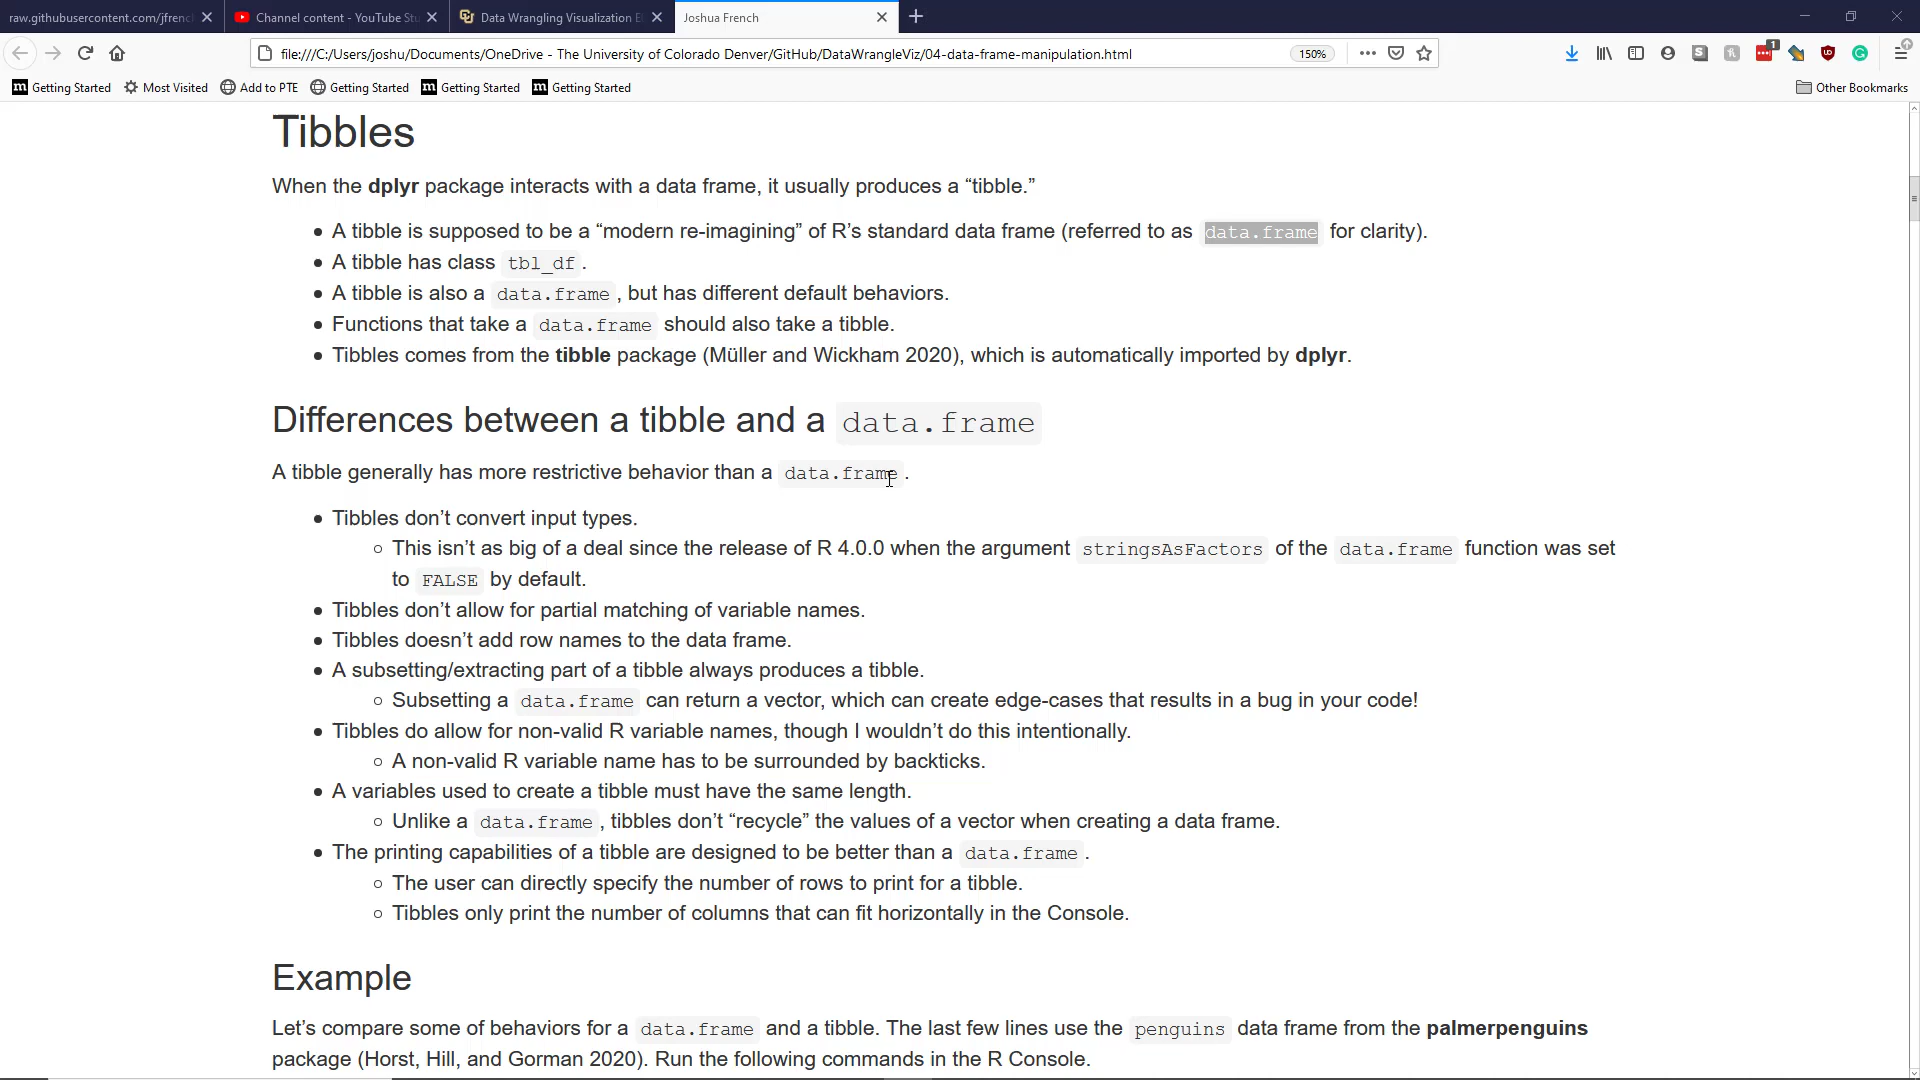 raw.githubusercontent.com/jfrenc
Channel content - YouTube Stu
Data Wrangling Visualization E
Joshua French
file:///C:/Users/joshu/Documents/OneDrive - The University of Colorado Denver/GitHub/DataWrangleViz/04-data-frame-manipulation.html
150%
1
Getting Started
Most Visited
Add to PTE
Getting Started
Getting Started
Getting Started
Other Bookmarks
Tibbles
When the dplyr package interacts with a data frame, it usually produces a “tibble.”
• A tibble is supposed to be a “modern re-imagining” of R’s standard data frame (referred to as data.frame for clarity).
• A tibble has class tbl_df.
• A tibble is also a data.frame, but has different default behaviors.
• Functions that take a data.frame should also take a tibble.
• Tibbles comes from the tibble package (Müller and Wickham 2020), which is automatically imported by dplyr.
Differences between a tibble and a data.frame
A tibble generally has more restrictive behavior than a data.frame.
• Tibbles don’t convert input types.
○ This isn’t as big of a deal since the release of R 4.0.0 when the argument stringsAsFactors of the data.frame function was set
to FALSE by default.
• Tibbles don’t allow for partial matching of variable names.
• Tibbles doesn’t add row names to the data frame.
• A subsetting/extracting part of a tibble always produces a tibble.
○ Subsetting a data.frame can return a vector, which can create edge-cases that results in a bug in your code!
• Tibbles do allow for non-valid R variable names, though I wouldn’t do this intentionally.
○ A non-valid R variable name has to be surrounded by backticks.
• A variables used to create a tibble must have the same length.
○ Unlike a data.frame, tibbles don’t “recycle” the values of a vector when creating a data frame.
• The printing capabilities of a tibble are designed to be better than a data.frame.
○ The user can directly specify the number of rows to print for a tibble.
○ Tibbles only print the number of columns that can fit horizontally in the Console.
Example
Let’s compare some of behaviors for a data.frame and a tibble. The last few lines use the penguins data frame from the palmerpenguins
package (Horst, Hill, and Gorman 2020). Run the following commands in the R Console.